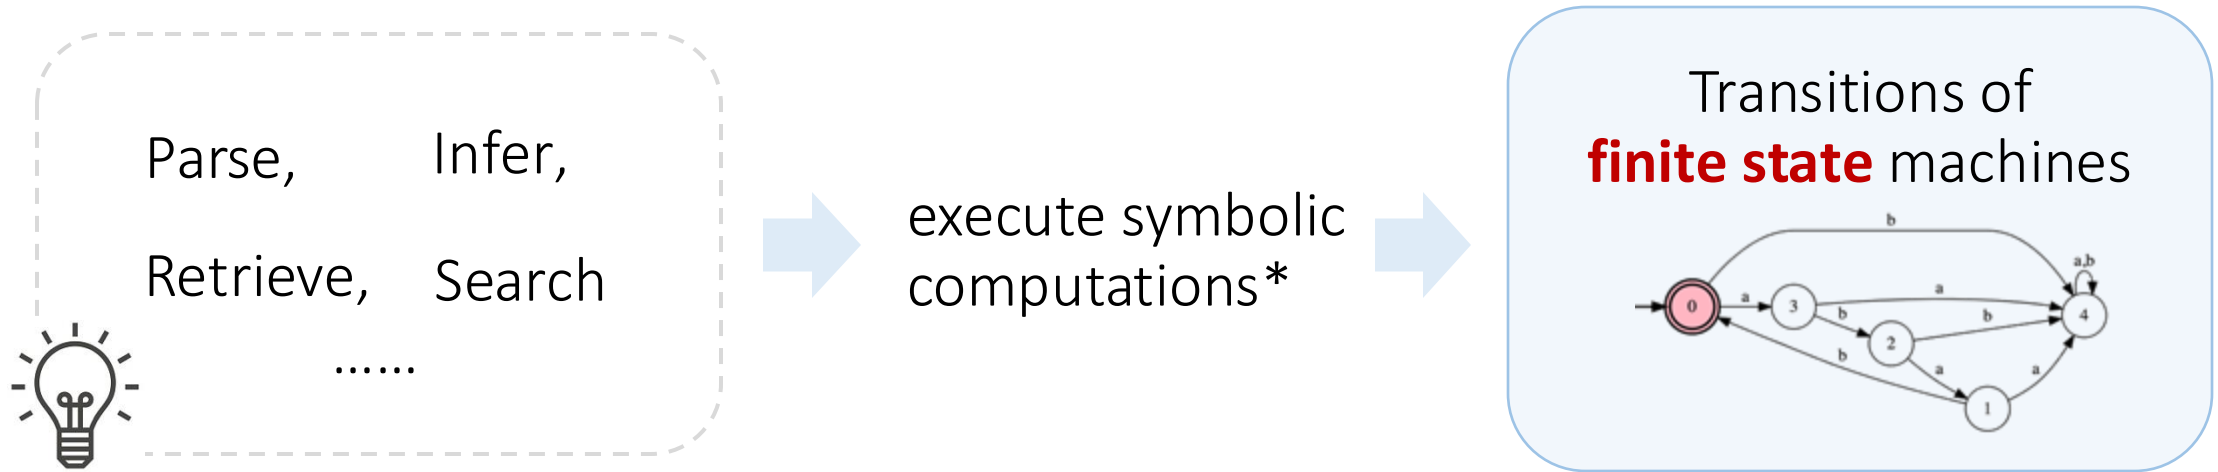 Parse, Infer,
Retrieve, Search
......
execute symbolic
computations*
Transitions of
finite state machines
b
a,b
0 a 3 a 4
b b
2
b a a
1